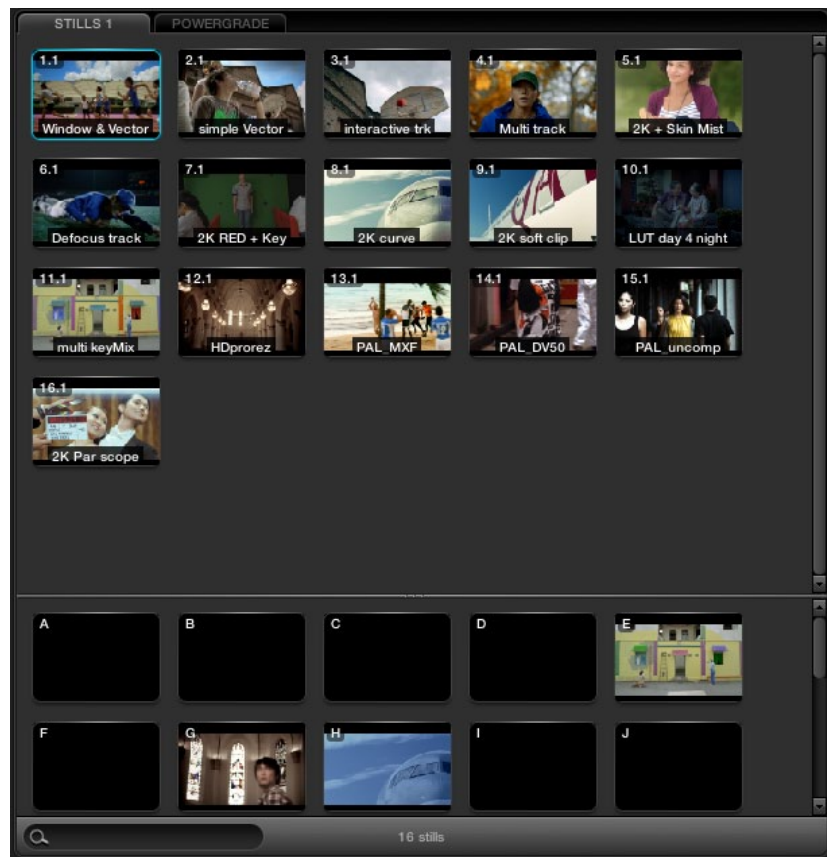 STILLS 1
POWERGRADE
1.1
Window & Vector
2.1
simple Vector -
3.1
interactive trk
4.1
Multi track
5.1
2K + Skin Mist
6.1
Defocus track
7.1
2K RED + Key
8.1
2K curve
9.1
2K soft clip
10.1
LUT day 4 night
11.1
multi keyMix
12.1
HDprorez
13.1
PAL_MXF
14.1
PAL_DV50
15.1
PAL_uncomp
16.1
2K Par scope
A
B
C
D
E
F
G
H
I
J
16 stills